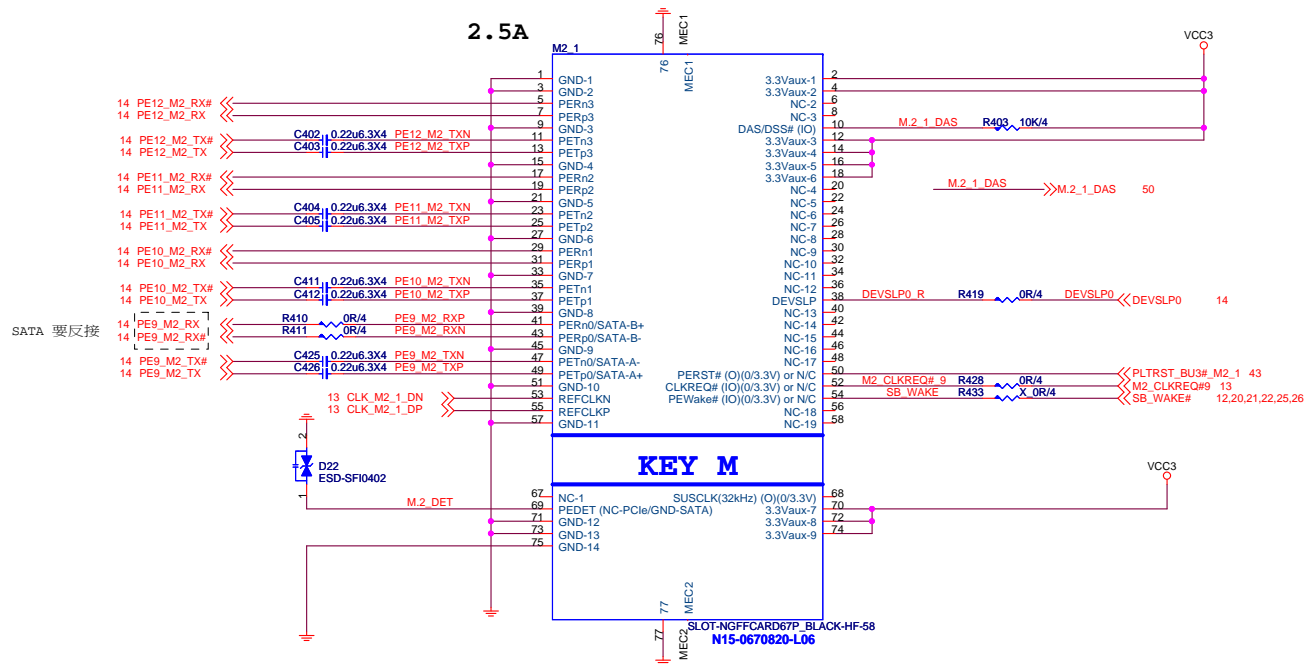 2.5A
76
MEC1
M2_1
76
MEC1
VCC3
1 GND-1
3 GND-2
14 PE12_M2_RX# 5 PERn3
14 PE12_M2_RX 7 PERp3
9 GND-3
14 PE12_M2_TX# C402 0.22u6.3X4 PE12_M2_TXN 11 PETn3
14 PE12_M2_TX C403 0.22u6.3X4 PE12_M2_TXP 13 PETp3
15 GND-4
14 PE11_M2_RX# 17 PERn2
14 PE11_M2_RX 19 PERp2
21 GND-5
14 PE11_M2_TX# C404 0.22u6.3X4 PE11_M2_TXN 23 PETn2
14 PE11_M2_TX C405 0.22u6.3X4 PE11_M2_TXP 25 PETp2
27 GND-6
14 PE10_M2_RX# 29 PERn1
14 PE10_M2_RX 31 PERp1
33 GND-7
14 PE10_M2_TX# C411 0.22u6.3X4 PE10_M2_TXN 35 PETn1
14 PE10_M2_TX C412 0.22u6.3X4 PE10_M2_TXP 37 PETp1
39 GND-8
SATA 要反接
14 PE9_M2_RX R410 0R/4 PE9_M2_RXP 41 PERn0/SATA-B+
14 PE9_M2_RX# R411 0R/4 PE9_M2_RXN 43 PERp0/SATA-B-
45 GND-9
14 PE9_M2_TX# C425 0.22u6.3X4 PE9_M2_TXN 47 PETn0/SATA-A-
14 PE9_M2_TX C426 0.22u6.3X4 PE9_M2_TXP 49 PETp0/SATA-A+
51 GND-10
13 CLK_M2_1_DN 53 REFCLKN
13 CLK_M2_1_DP 55 REFCLKP
57 GND-11
3.3Vaux-1 2
3.3Vaux-2 4
NC-2 6
NC-3 8
DAS/DSS# (IO) 10 M.2_1_DAS R403 10K/4
3.3Vaux-3 12
3.3Vaux-4 14
3.3Vaux-5 16
3.3Vaux-6 18
NC-4 20
M.2_1_DAS M.2_1_DAS 50
NC-5 22
NC-6 24
NC-7 26
NC-8 28
NC-9 30
NC-10 32
NC-11 34
NC-12 36
DEVSLP 38 DEVSLP0_R R419 0R/4 DEVSLP0 DEVSLP0 14
NC-13 40
NC-14 42
NC-15 44
NC-16 46
NC-17 48
PERST# (O)(0/3.3V) or N/C 50 PLTRST_BU3#_M2_1 43
CLKREQ# (IO)(0/3.3V) or N/C 52 M2_CLKREQ#_9 R428 0R/4 M2_CLKREQ#9 13
PEWake# (IO)(0/3.3V) or N/C 54 SB_WAKE R433 X_0R/4 SB_WAKE# 12,20,21,22,25,26
NC-18 56
NC-19 58
KEY M
2
D22
ESD-SFI0402
1
M.2_DET
VCC3
67 NC-1
69 PEDET (NC-PCIe/GND-SATA)
71 GND-12
73 GND-13
75 GND-14
SUSCLK(32kHz) (O)(0/3.3V) 68
3.3Vaux-7 70
3.3Vaux-8 72
3.3Vaux-9 74
77
MEC2
77
MEC2
SLOT-NGFFCARD67P_BLACK-HF-58
N15-0670820-L06